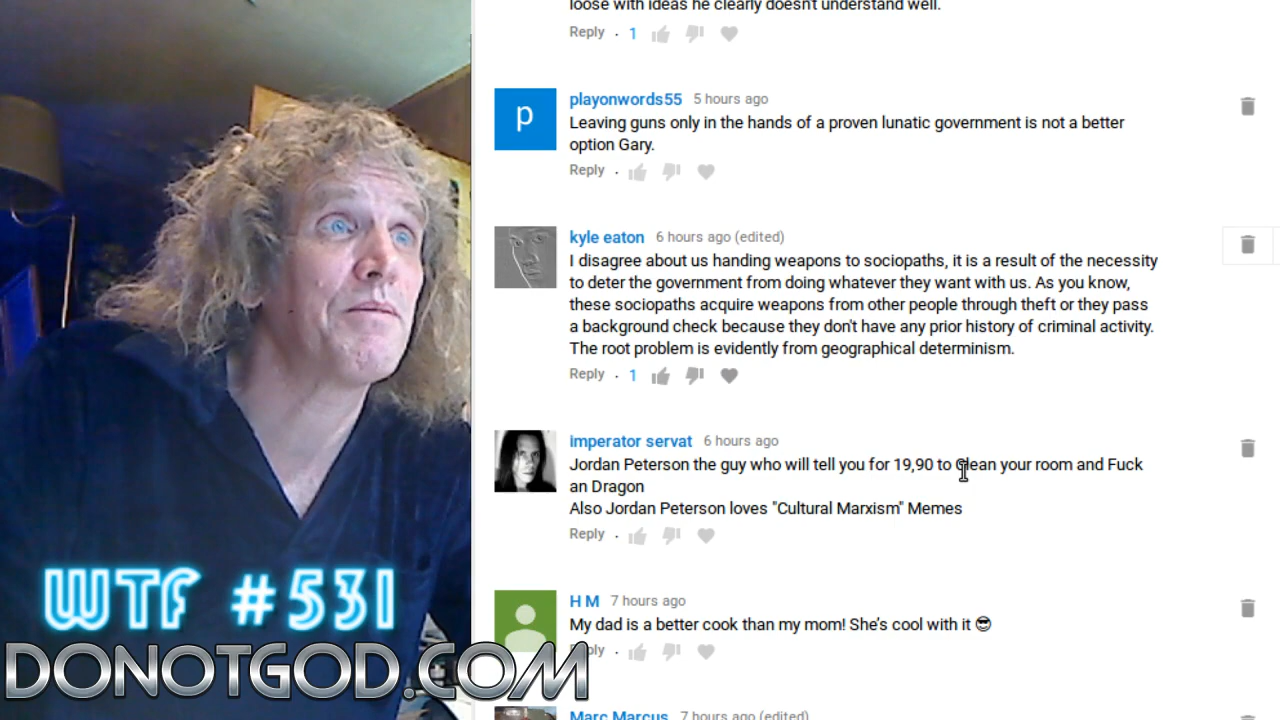 loose with ideas he clearly doesn't understand well.
Reply · 1
p
playonwords55 5 hours ago
Leaving guns only in the hands of a proven lunatic government is not a better
option Gary.
Reply ·
kyle eaton 6 hours ago (edited)
I disagree about us handing weapons to sociopaths, it is a result of the necessity
to deter the government from doing whatever they want with us. As you know,
these sociopaths acquire weapons from other people through theft or they pass
a background check because they don't have any prior history of criminal activity.
The root problem is evidently from geographical determinism.
Reply · 1
imperator servat 6 hours ago
Jordan Peterson the guy who will tell you for 19,90 to Clean your room and Fuck
an Dragon
Also Jordan Peterson loves "Cultural Marxism" Memes
Reply ·
H M 7 hours ago
My dad is a better cook than my mom! She's cool with it 😎
Reply ·
Marc Marcus 7 hours ago (edited)
WTF #531
DONOTGOD.COM